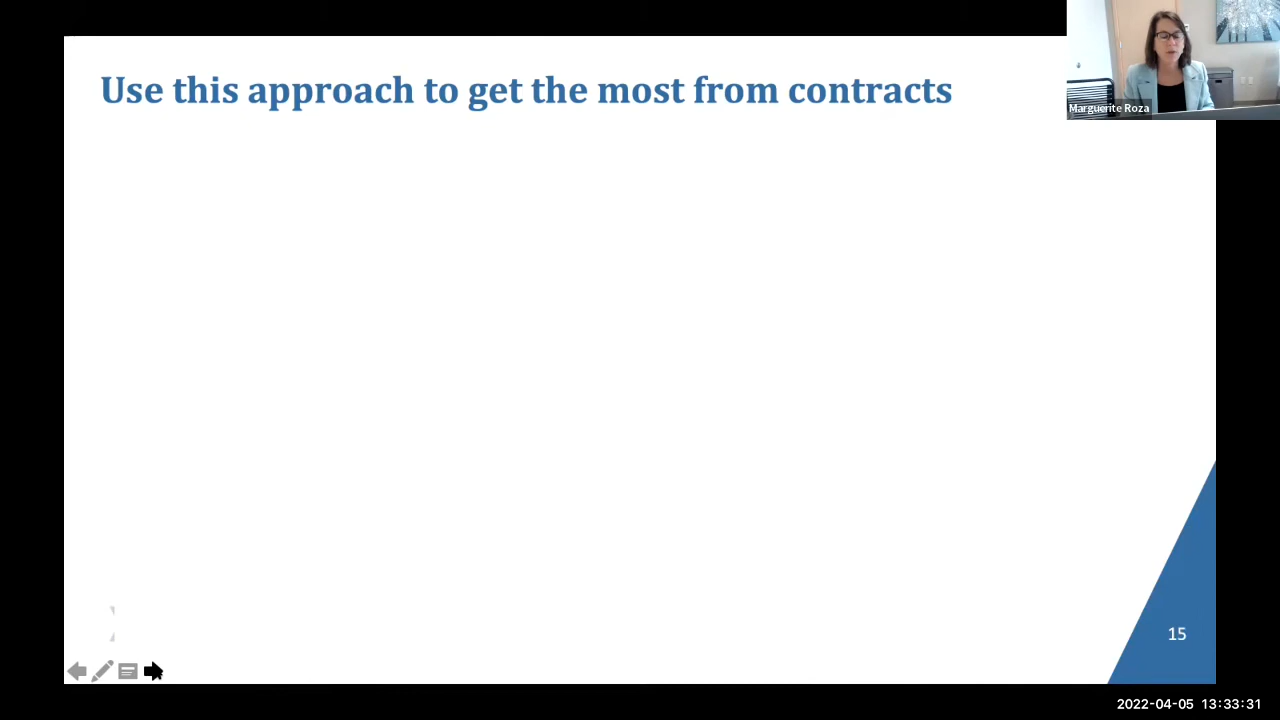 Use this approach to get the most from contracts
Marguerite Roza
15
2022-04-05 13:33:31